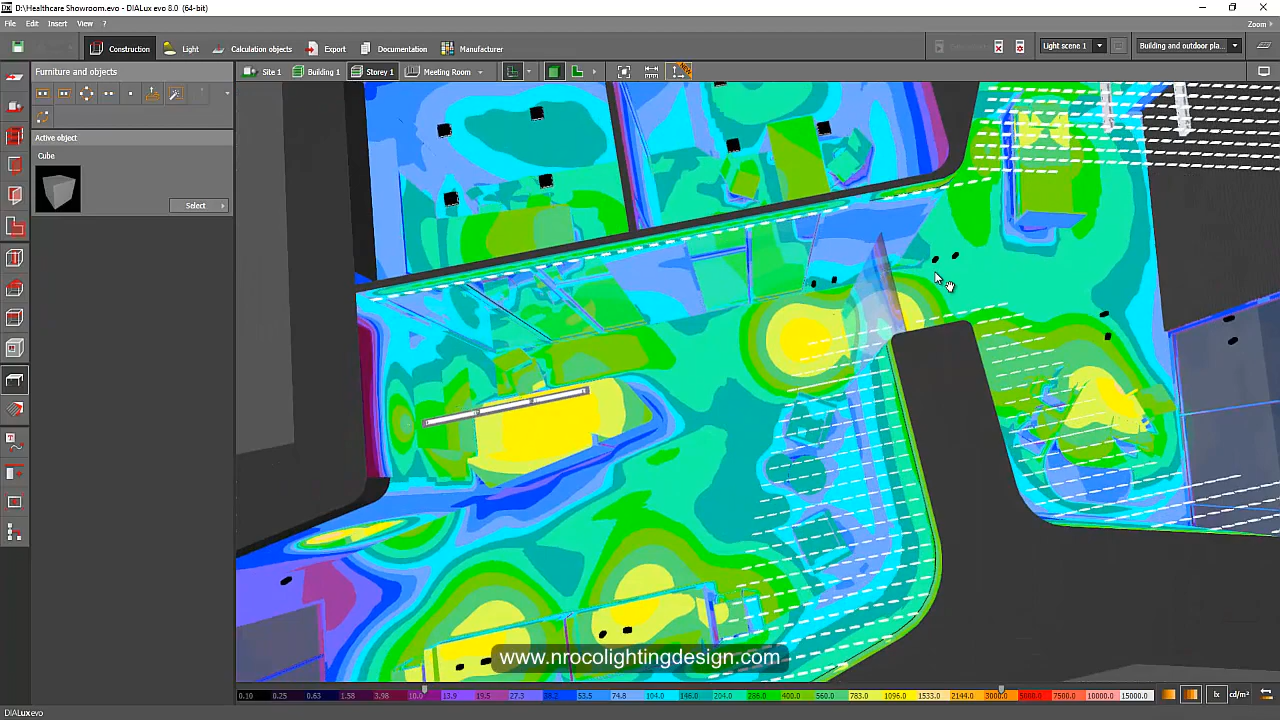 D:\Healthcare Showroom.evo - DIALux evo 8.0 (64-bit)
File Edit Insert View ? Zoom
Construction Light Calculation objects Export Documentation Manufacturer Light scene 1 Building and outdoor pla...
Furniture and objects Site 1 Building 1 Storey 1 Meeting Room
Active object
Cube
Select
www.nrocolightingdesign.com
0.10 0.25 0.63 1.58 3.98 10.0 13.9 19.5 27.3 38.2 53.5 74.8 104.0 146.0 204.0 286.0 400.0 560.0 783.0 1096.0 1533.0 2144.0 3000.0 5000.0 7500.0 10000.0 15000.0 lx cd/m²
DIALux evo